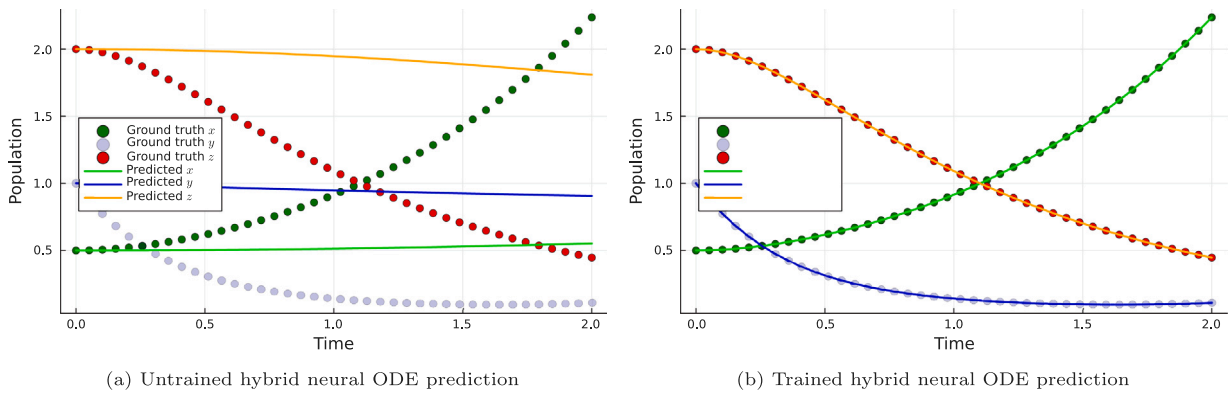 2.0
1.5
1.0
0.5
Population
Ground truth x
Ground truth y
Ground truth z
Predicted x
Predicted y
Predicted z
0.0 0.5 1.0 1.5 2.0
Time
(a) Untrained hybrid neural ODE prediction
2.0
1.5
1.0
0.5
Population
0.0 0.5 1.0 1.5 2.0
Time
(b) Trained hybrid neural ODE prediction